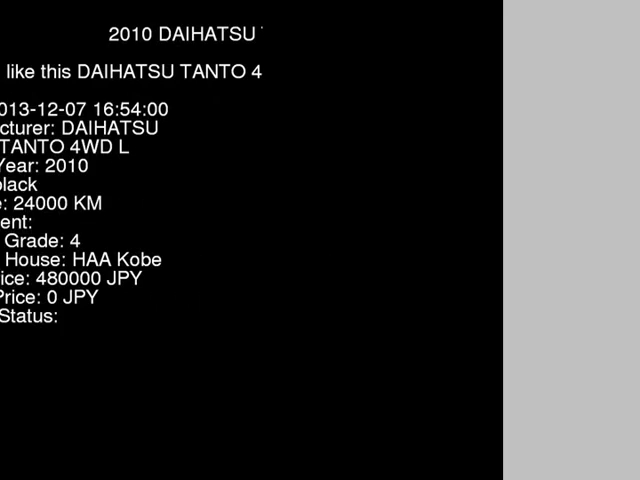 2010 DAIHATSU
like this DAIHATSU TANTO 4
013-12-07 16:54:00
cturer: DAIHATSU
TANTO 4WD L
Year: 2010
black
e: 24000 KM
ent:
Grade: 4
House: HAA Kobe
ice: 480000 JPY
Price: 0 JPY
Status: